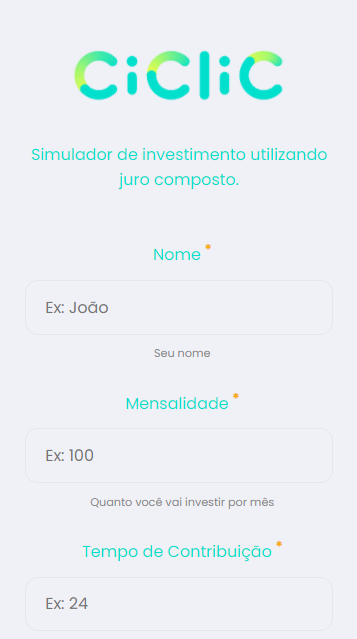 CiCliC
Simulador de investimento utilizando
juro composto.
Nome *
Ex: João
Seu nome
Mensalidade *
Ex: 100
Quanto você vai investir por mês
Tempo de Contribuição *
Ex: 24